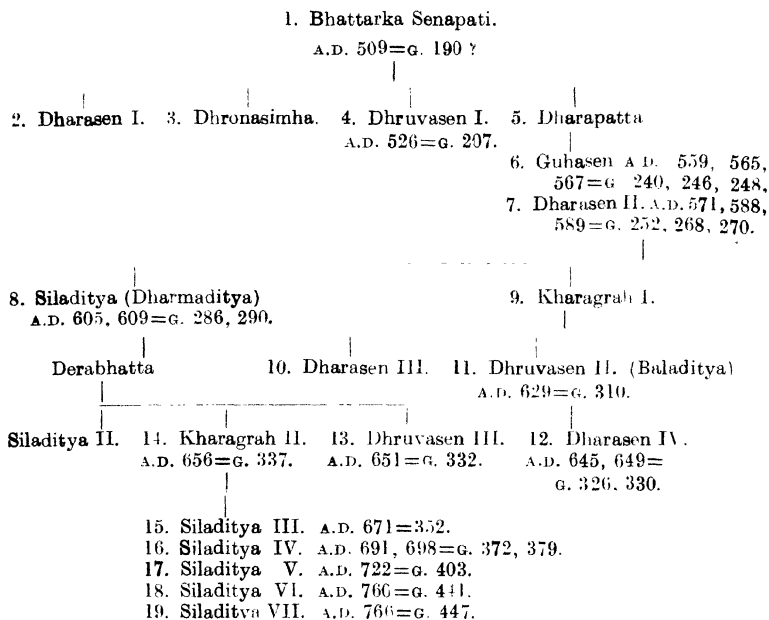 1. Bhattarka Senapati.
A.D. 509=G. 190 ?
2. Dharasen I. 3. Dhronasimha. 4. Dhruvasen I. 5. Dharapatta
A.D. 526=G. 207.
6. Guhasen A D. 559, 565,
567=G 240, 246, 248,
7. Dharasen II. A.D. 571, 588,
589=G. 252, 268, 270.
8. Siladitya (Dharmaditya) 9. Kharagrah I.
A.D. 605, 609=G. 286, 290.
Derabhatta 10. Dharasen III. 11. Dhruvasen II. (Baladitya)
A.D. 629=G. 310.
Siladitya II. 14. Kharagrah II. 13. Dhruvasen III. 12. Dharasen IV.
A.D. 656=G. 337. A.D. 651=G. 332. A.D. 645, 649=
G. 326, 330.
15. Siladitya III. A.D. 671=352.
16. Siladitya IV. A.D. 691, 698=G. 372, 379.
17. Siladitya V. A.D. 722=G. 403.
18. Siladitya VI. A.D. 760=G. 441.
19. Siladitya VII. A.D. 766=G. 447.